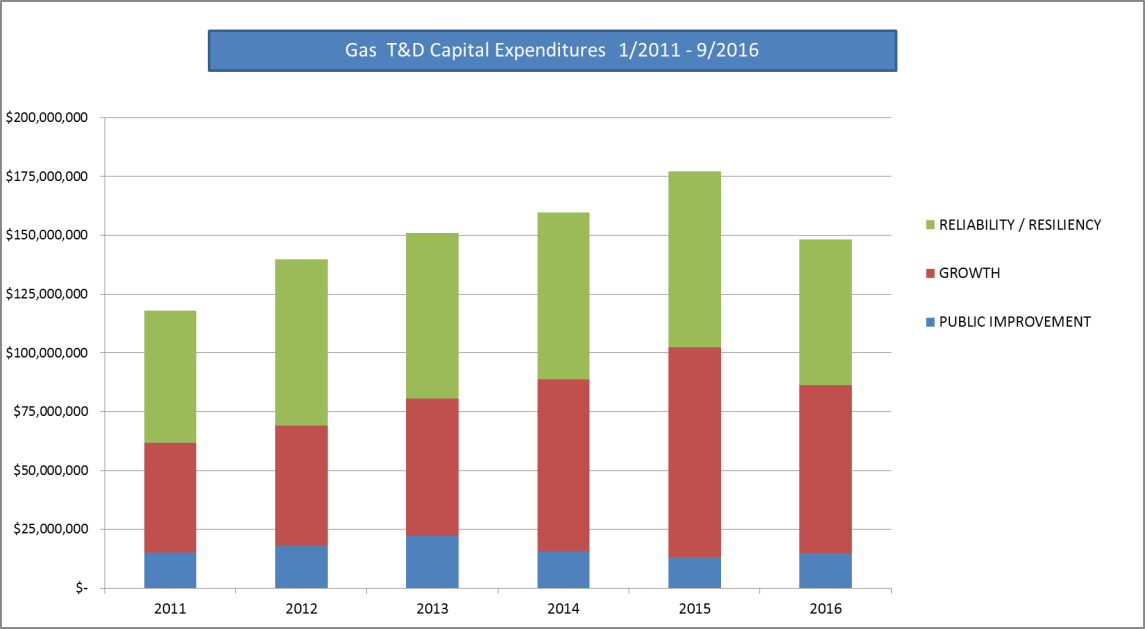 Gas  T&D Capital Expenditures  1/2011 - 9/2016
$200,000,000
$175,000,000
$150,000,000
$125,000,000
$100,000,000
$75,000,000
$50,000,000
$25,000,000
$-
2011 2012 2013 2014 2015 2016
RELIABILITY / RESILIENCY
GROWTH
PUBLIC IMPROVEMENT